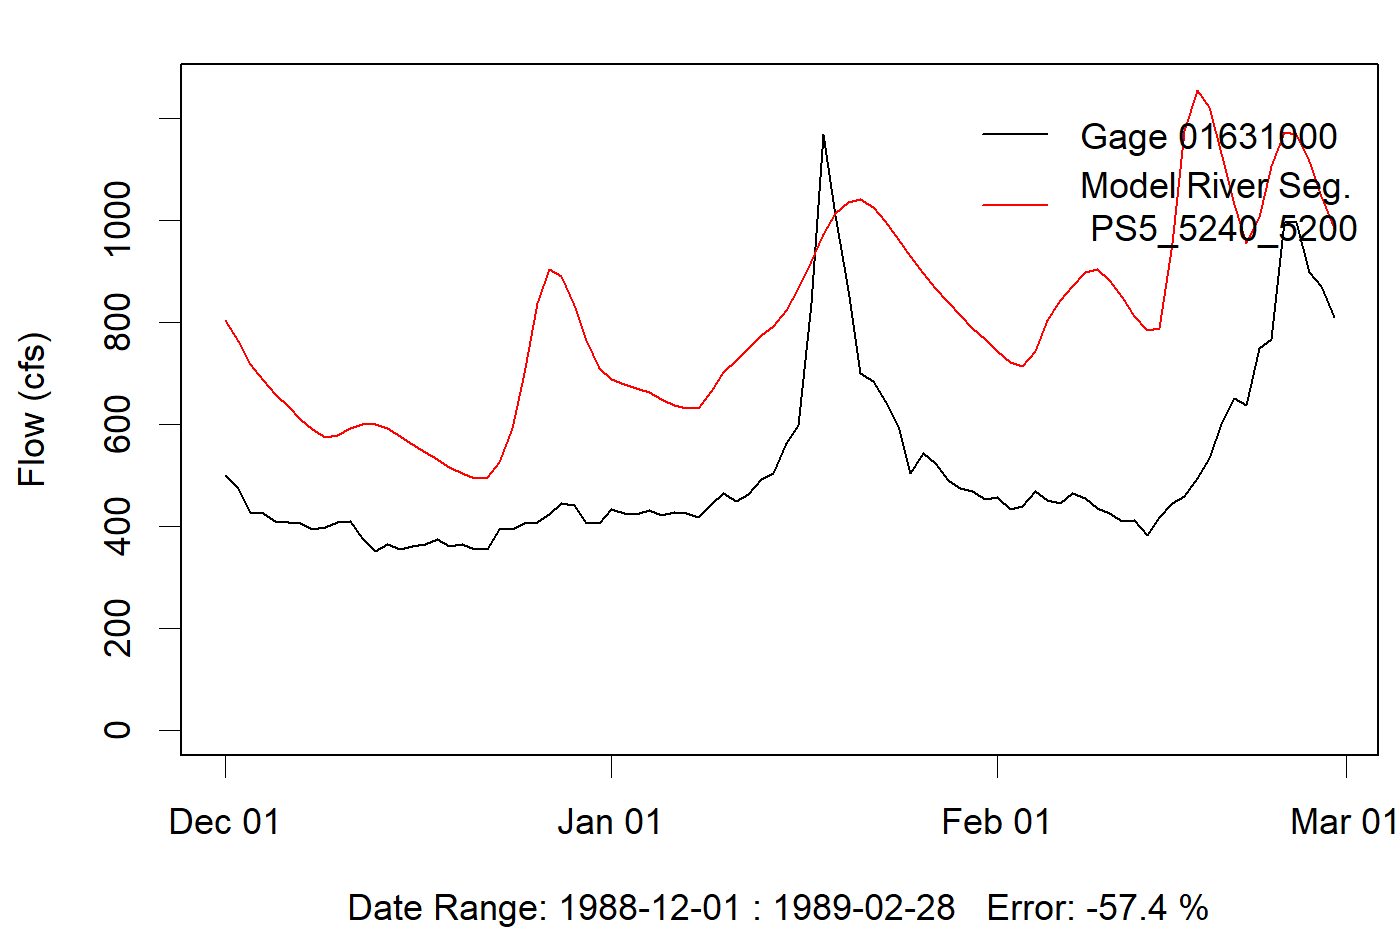 Gage 01631000
Model River Seg.
PS5_5240_5200
Flow (cfs)
1000
800
600
400
200
0
Dec 01
Jan 01
Feb 01
Mar 01
Date Range: 1988-12-01 : 1989-02-28   Error: -57.4 %